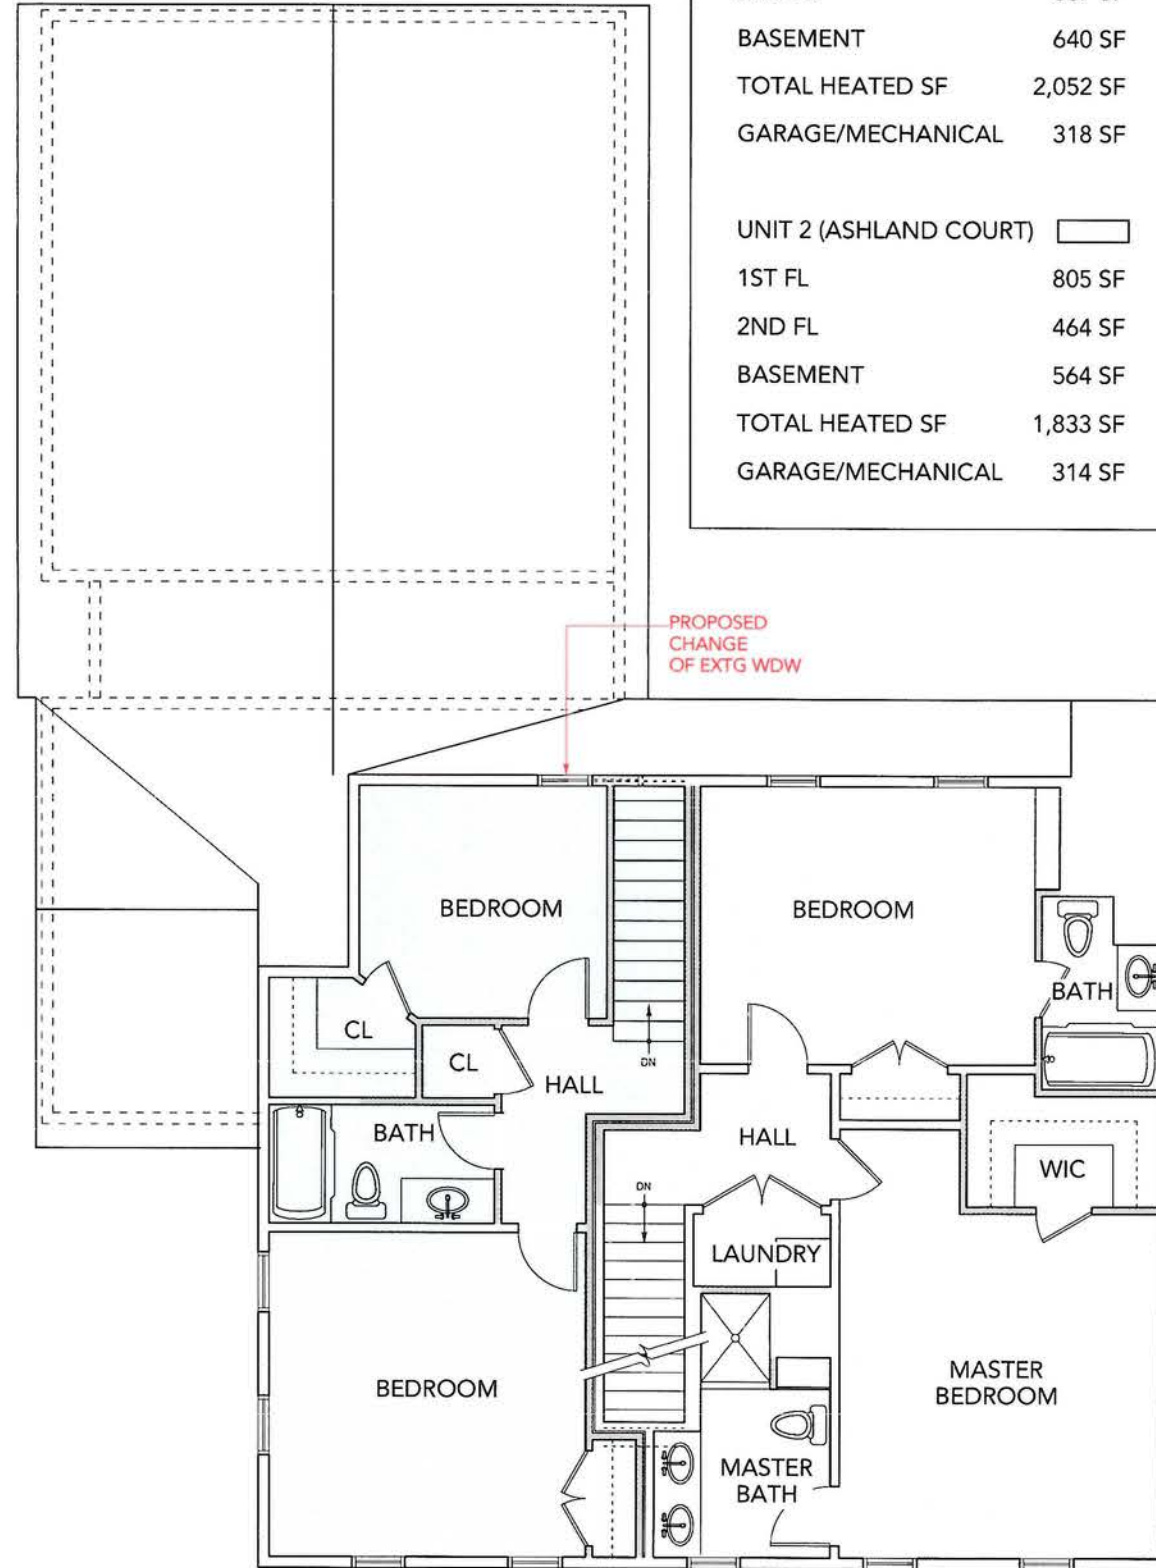 BASEMENT 640 SF
TOTAL HEATED SF 2,052 SF
GARAGE/MECHANICAL 318 SF
UNIT 2 (ASHLAND COURT)
1ST FL 805 SF
2ND FL 464 SF
BASEMENT 564 SF
TOTAL HEATED SF 1,833 SF
GARAGE/MECHANICAL 314 SF
PROPOSED
CHANGE
OF EXTG WDW
BEDROOM
BEDROOM
BATH
CL
CL
HALL
DN
BATH
HALL
WIC
DN
LAUNDRY
BEDROOM
MASTER
BEDROOM
MASTER
BATH